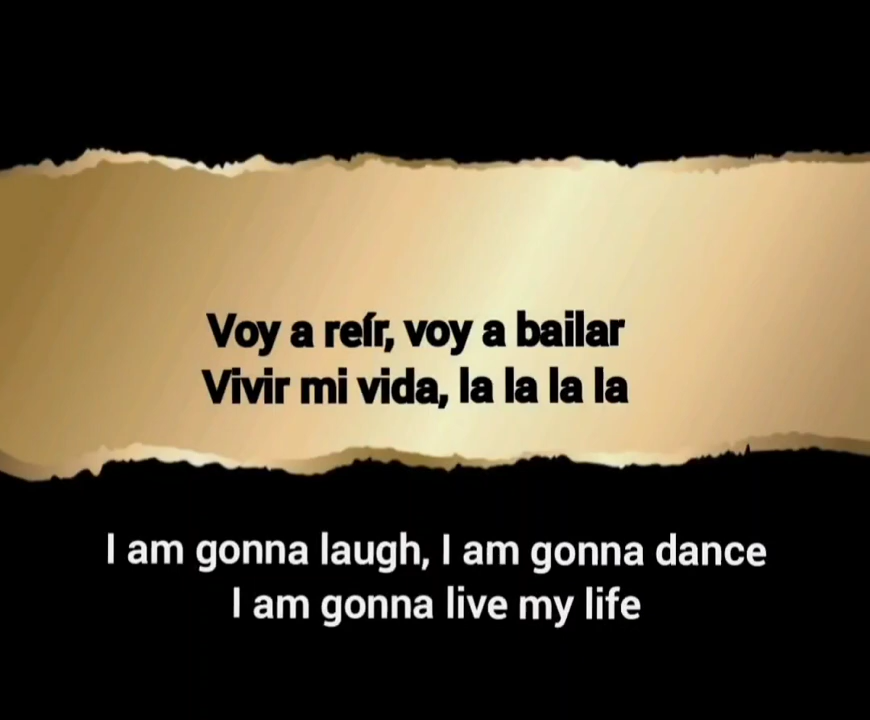 Voy a reír, voy a bailar
Vivir mi vida, la la la la
I am gonna laugh, I am gonna dance
I am gonna live my life